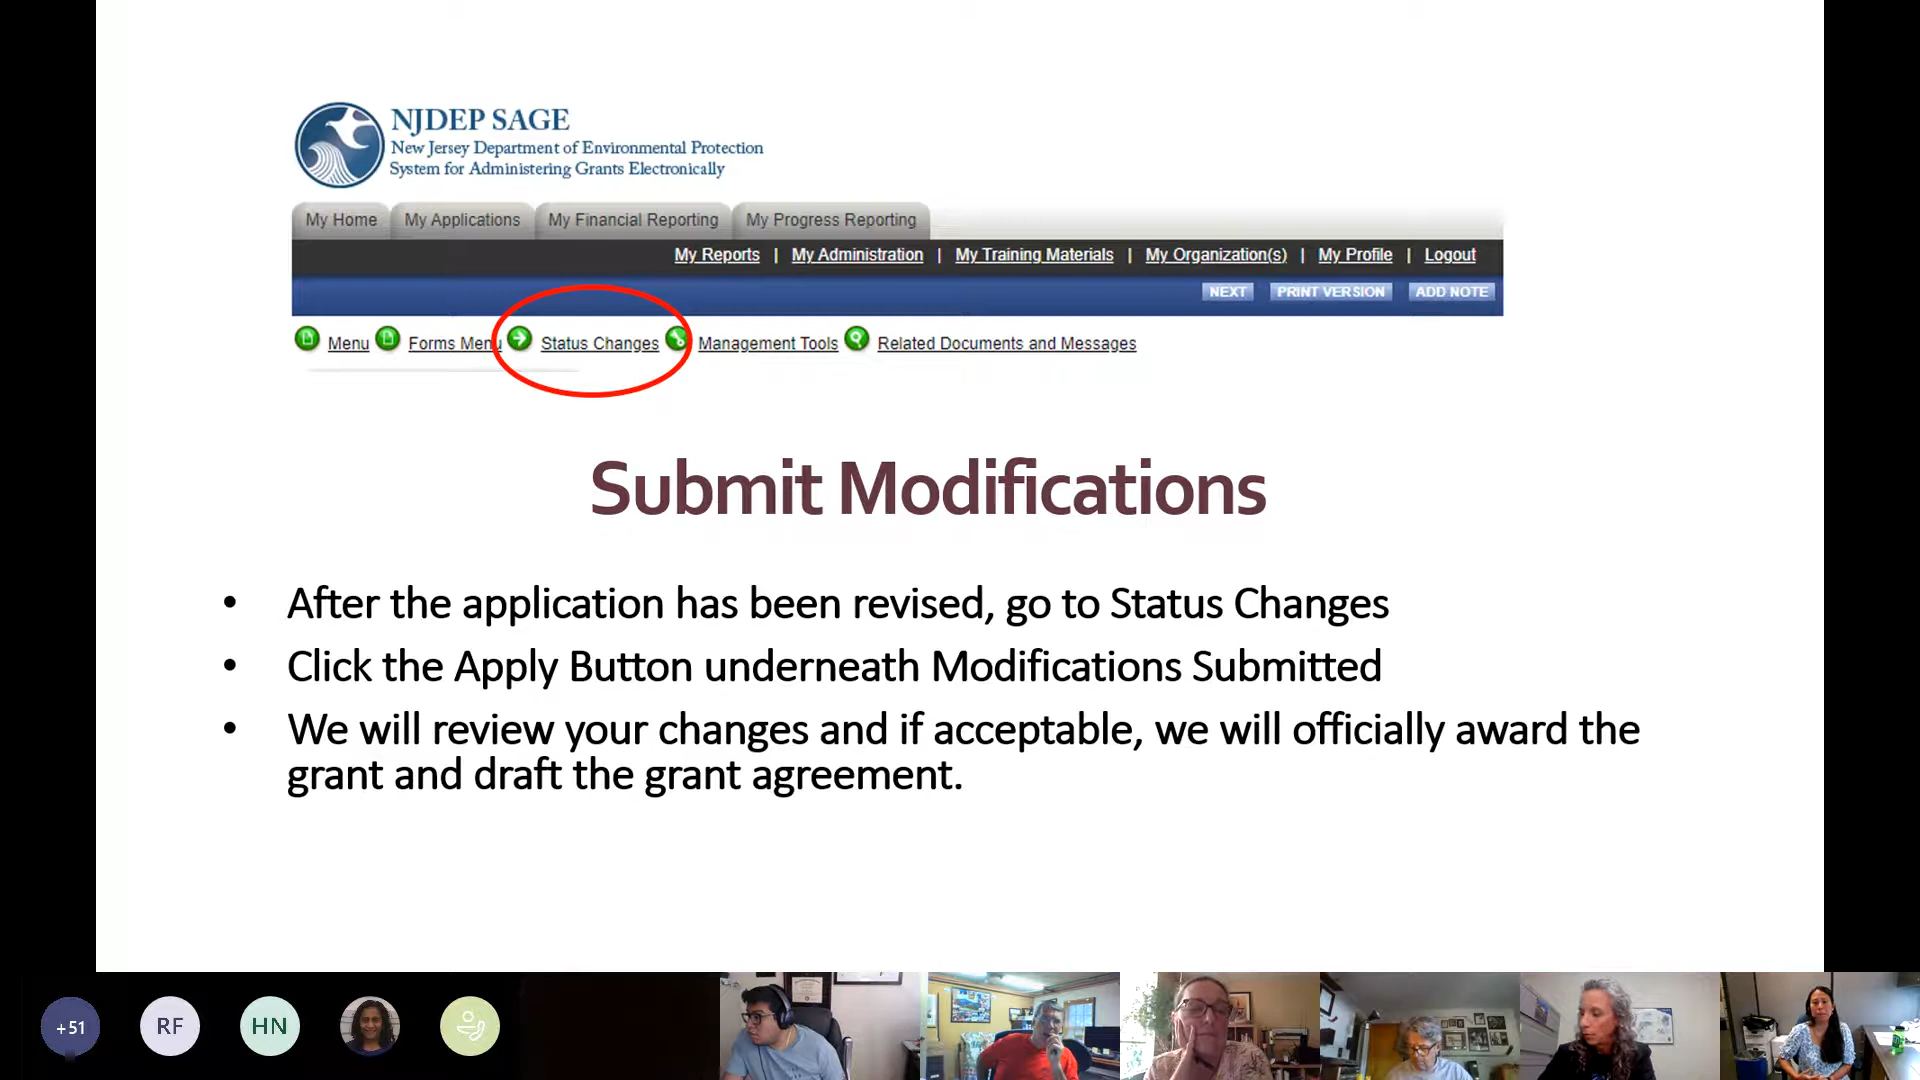 NJDEP SAGE
New Jersey Department of Environmental Protection
System for Administering Grants Electronically
My Home My Applications My Financial Reporting My Progress Reporting
My Reports | My Administration | My Training Materials | My Organization(s) | My Profile | Logout
NEXT PRINT VERSION ADD NOTE
Menu Forms Menu Status Changes Management Tools Related Documents and Messages
Submit Modifications
• After the application has been revised, go to Status Changes
• Click the Apply Button underneath Modifications Submitted
• We will review your changes and if acceptable, we will officially award the
grant and draft the grant agreement.
+51 RF HN